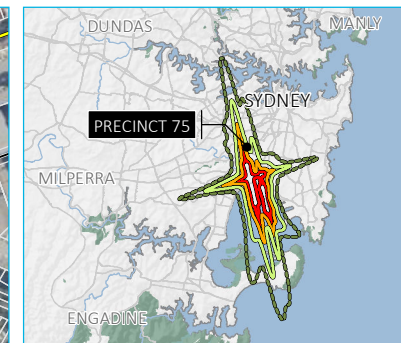 DUNDAS
MANLY
SYDNEY
PRECINCT 75
MILPERRA
ENGADINE